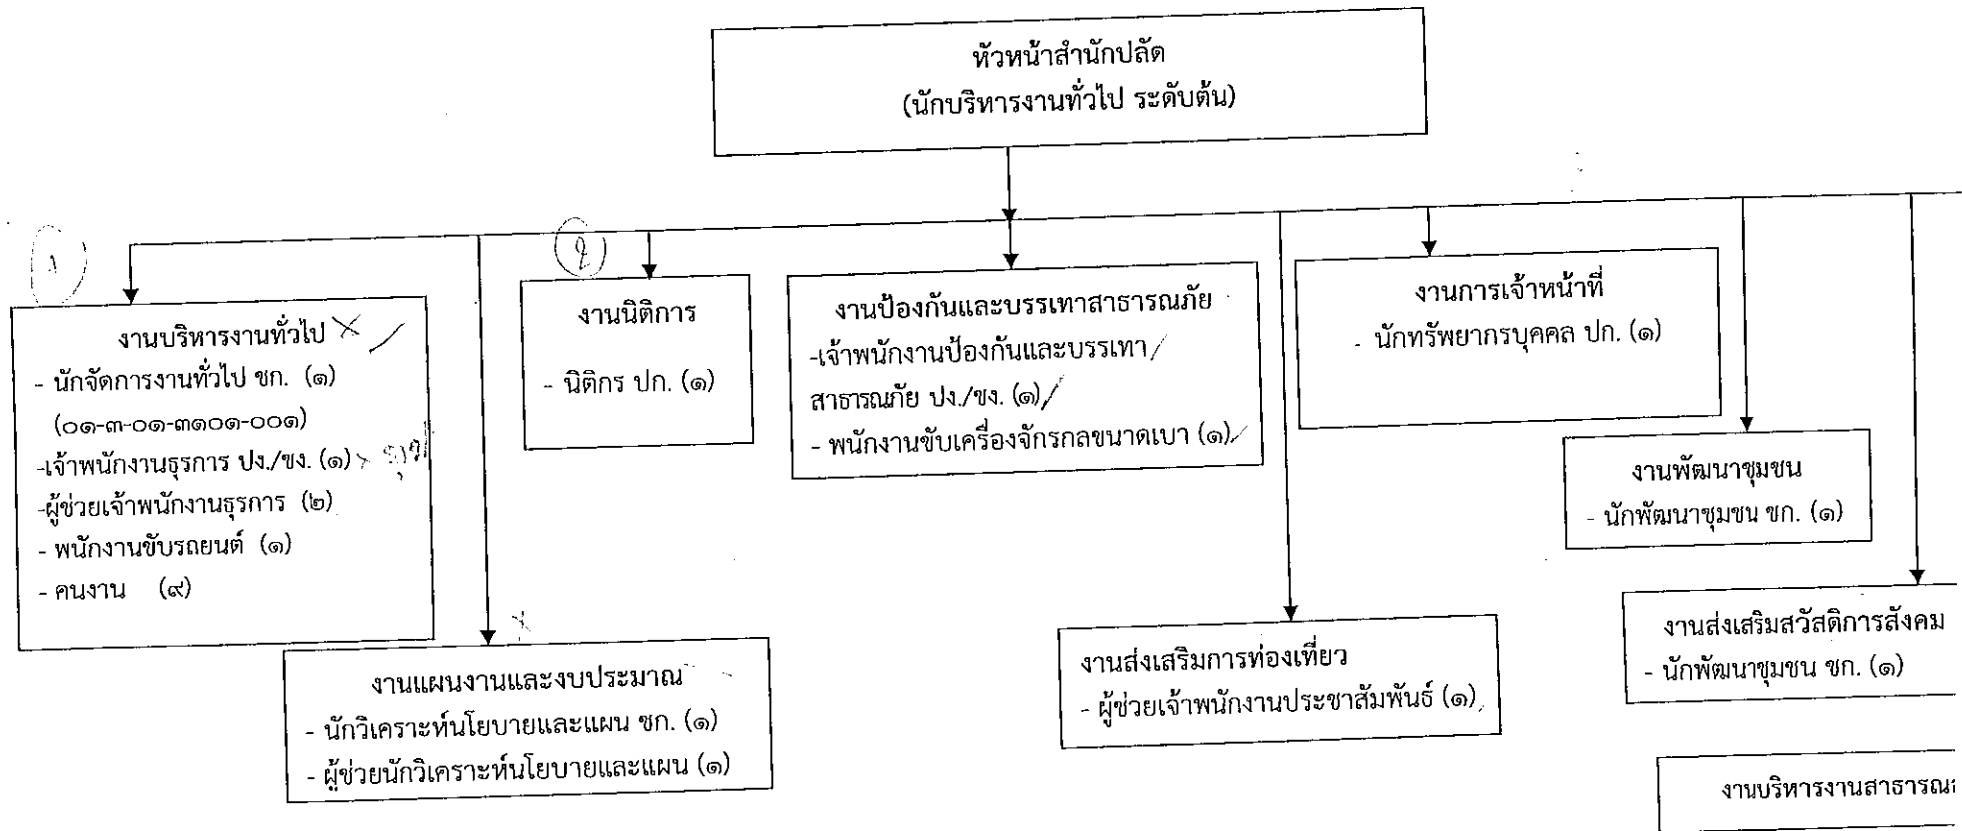 หัวหน้าสำนักปลัด
(นักบริหารงานทั่วไป ระดับต้น)
งานบริหารงานทั่วไป
- นักจัดการงานทั่วไป ชก. (๑)
(๐๑-๓-๐๑-๓๑๐๑-๐๐๑)
-เจ้าพนักงานธุรการ ปง./ชง. (๑)
-ผู้ช่วยเจ้าพนักงานธุรการ (๒)
- พนักงานขับรถยนต์ (๑)
- คนงาน (๙)
งานนิติการ
- นิติกร ปก. (๑)
งานป้องกันและบรรเทาสาธารณภัย
-เจ้าพนักงานป้องกันและบรรเทา
สาธารณภัย ปง./ชง. (๑)
- พนักงานขับเครื่องจักรกลขนาดเบา (๑)
งานการเจ้าหน้าที่
- นักทรัพยากรบุคคล ปก. (๑)
งานพัฒนาชุมชน
- นักพัฒนาชุมชน ชก. (๑)
งานแผนงานและงบประมาณ
- นักวิเคราะห์นโยบายและแผน ชก. (๑)
- ผู้ช่วยนักวิเคราะห์นโยบายและแผน (๑)
งานส่งเสริมการท่องเที่ยว
- ผู้ช่วยเจ้าพนักงานประชาสัมพันธ์ (๑)
งานส่งเสริมสวัสดิการสังคม
- นักพัฒนาชุมชน ชก. (๑)
งานบริหารงานสาธารณ